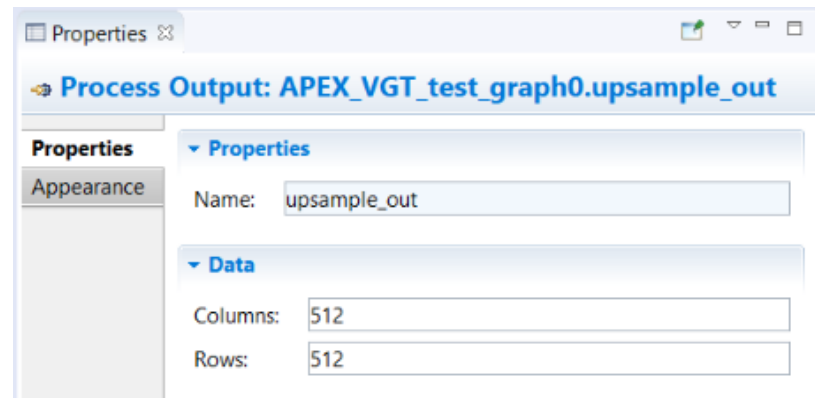 Properties
Process Output: APEX_VGT_test_graph0.upsample_out
Properties
Appearance
Properties
Name: upsample_out
Data
Columns: 512
Rows: 512